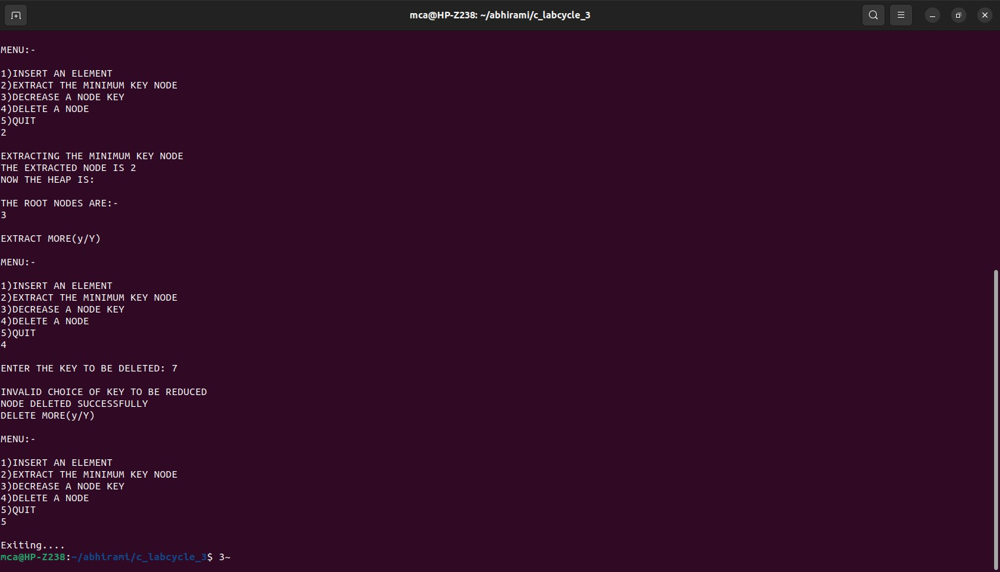 mca@HP-Z238: ~/abhirami/c_labcycle_3
MENU:-
1)INSERT AN ELEMENT
2)EXTRACT THE MINIMUM KEY NODE
3)DECREASE A NODE KEY
4)DELETE A NODE
5)QUIT
2
EXTRACTING THE MINIMUM KEY NODE
THE EXTRACTED NODE IS 2
NOW THE HEAP IS:
THE ROOT NODES ARE:-
3
EXTRACT MORE(y/Y)
MENU:-
1)INSERT AN ELEMENT
2)EXTRACT THE MINIMUM KEY NODE
3)DECREASE A NODE KEY
4)DELETE A NODE
5)QUIT
4
ENTER THE KEY TO BE DELETED: 7
INVALID CHOICE OF KEY TO BE REDUCED
NODE DELETED SUCCESSFULLY
DELETE MORE(y/Y)
MENU:-
1)INSERT AN ELEMENT
2)EXTRACT THE MINIMUM KEY NODE
3)DECREASE A NODE KEY
4)DELETE A NODE
5)QUIT
5
Exiting....
mca@HP-Z238:~/abhirami/c_labcycle_3$ 3~